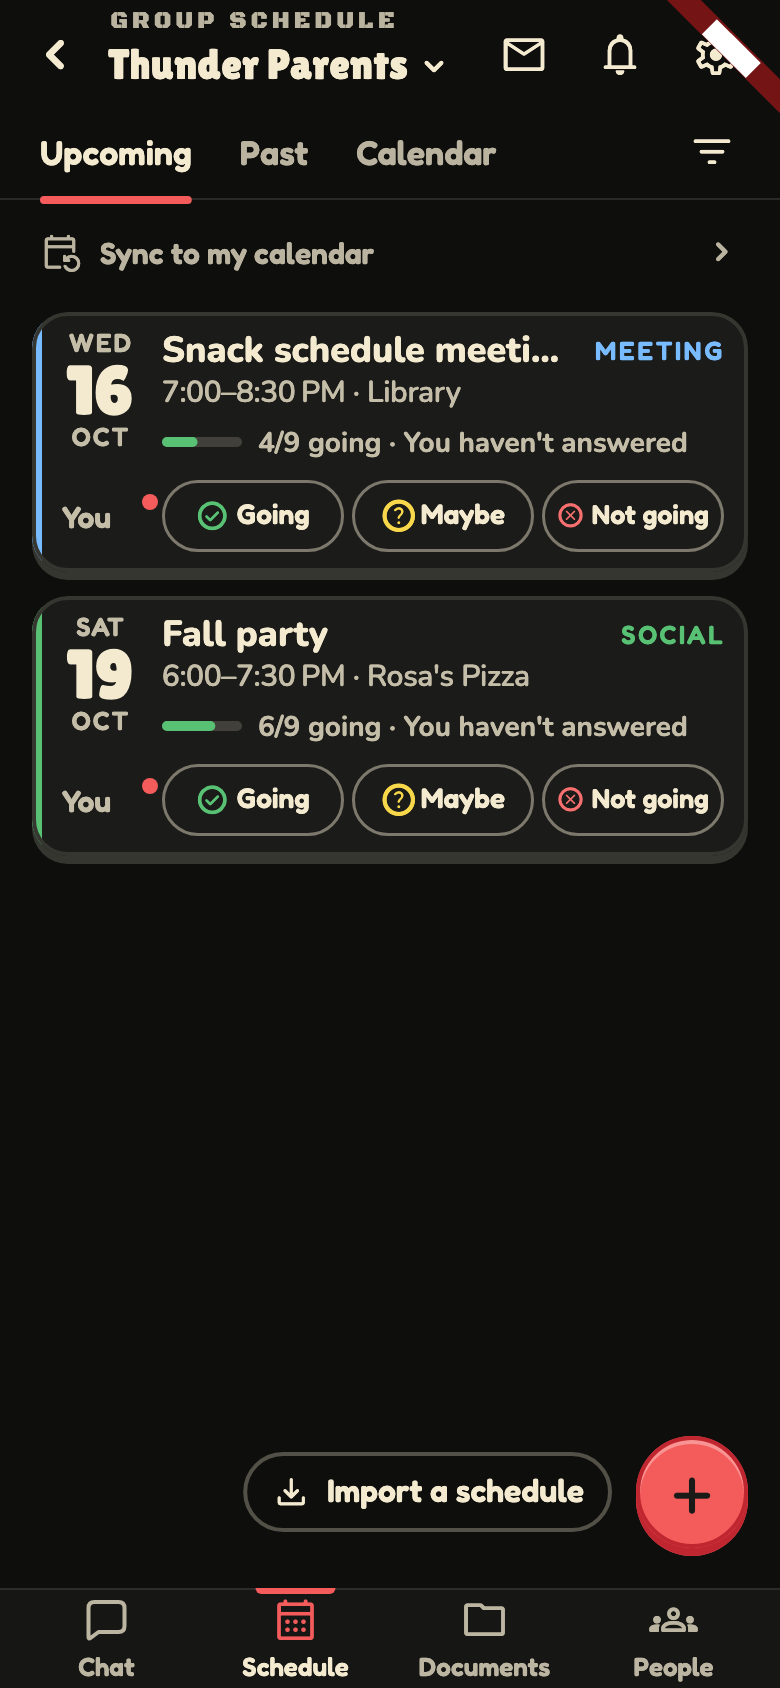 GROUP SCHEDULE
Thunder Parents
Upcoming Past Calendar
Sync to my calendar
WED
16
OCT
Snack schedule meeti... MEETING
7:00–8:30 PM · Library
4/9 going · You haven't answered
You Going Maybe Not going
SAT
19
OCT
Fall party SOCIAL
6:00–7:30 PM · Rosa's Pizza
6/9 going · You haven't answered
You Going Maybe Not going
Import a schedule
Chat Schedule Documents People